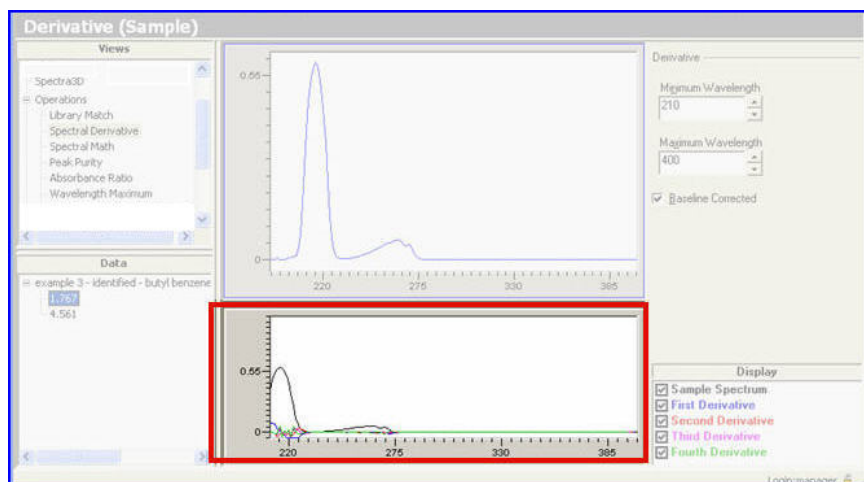 Derivative (Sample)
Views
Spectra3D
Operations
Library Match
Spectral Derivative
Spectral Math
Peak Purity
Absorbance Ratio
Wavelength Maximum
Data
example 3 - identified - butyl benzene
1.767
4.561
0.55
0
220 275 330 385
0.55
0
220 275 330 385
Derivative
Minimum Wavelength
210
Maximum Wavelength
400
Baseline Corrected
Display
Sample Spectrum
First Derivative
Second Derivative
Third Derivative
Fourth Derivative
Login:manager